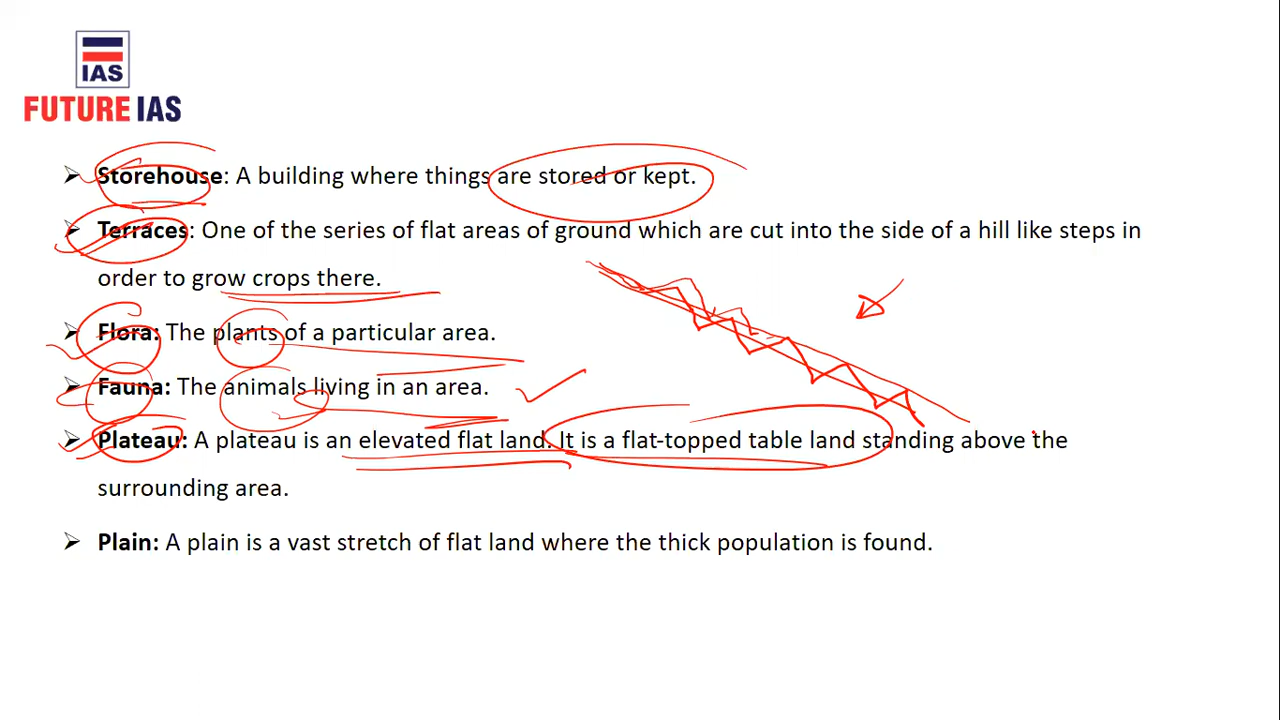 IAS
FUTURE IAS
➢ Storehouse: A building where things are stored or kept.
➢ Terraces: One of the series of flat areas of ground which are cut into the side of a hill like steps in
order to grow crops there.
➢ Flora: The plants of a particular area.
➢ Fauna: The animals living in an area.
➢ Plateau: A plateau is an elevated flat land. It is a flat-topped table land standing above the
surrounding area.
➢ Plain: A plain is a vast stretch of flat land where the thick population is found.